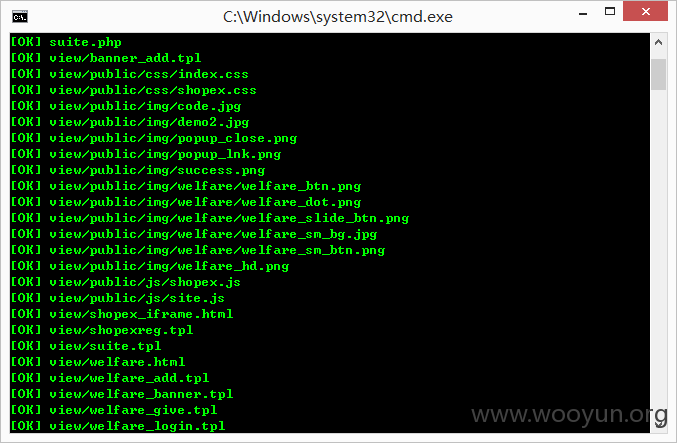 C:\Windows\system32\cmd.exe
[OK] suite.php
[OK] view/banner_add.tpl
[OK] view/public/css/index.css
[OK] view/public/css/shopex.css
[OK] view/public/img/code.jpg
[OK] view/public/img/demo2.jpg
[OK] view/public/img/popup_close.png
[OK] view/public/img/popup_lnk.png
[OK] view/public/img/success.png
[OK] view/public/img/welfare/welfare_btn.png
[OK] view/public/img/welfare/welfare_dot.png
[OK] view/public/img/welfare/welfare_slide_btn.png
[OK] view/public/img/welfare/welfare_sm_bg.jpg
[OK] view/public/img/welfare/welfare_sm_btn.png
[OK] view/public/img/welfare_hd.png
[OK] view/public/js/shopex.js
[OK] view/public/js/site.js
[OK] view/shopex_iframe.html
[OK] view/shopexreg.tpl
[OK] view/suite.tpl
[OK] view/welfare.html
[OK] view/welfare_add.tpl
[OK] view/welfare_banner.tpl
[OK] view/welfare_give.tpl
[OK] view/welfare_login.tpl
www.wooyun.org